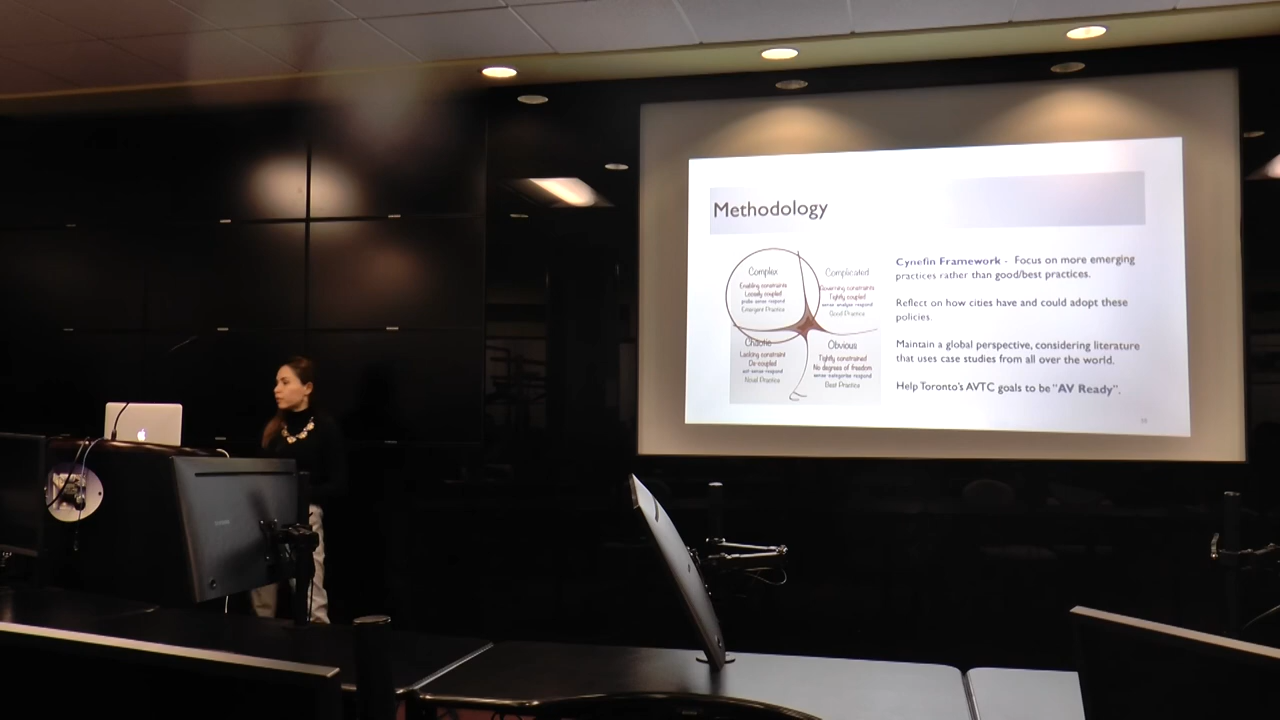 Methodology
Complex
Enabling constraints
Loosely coupled
probe sense respond
Emergent Practice
Complicated
Governing constraints
Tightly coupled
sense analyse respond
Good Practice
Chaotic
Lacking constraint
De-coupled
act sense respond
Novel Practice
Obvious
Tightly constrained
No degrees of freedom
sense categorise respond
Best Practice
Cynefin Framework - Focus on more emerging
practices rather than good/best practices.
Reflect on how cities have and could adopt these
policies.
Maintain a global perspective, considering literature
that uses case studies from all over the world.
Help Toronto's AVTC goals to be "AV Ready".